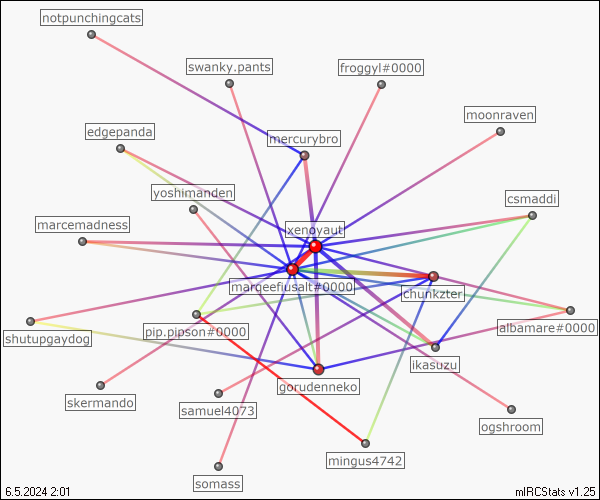 notpunchingcats
swanky.pants
froggyl#0000
moonraven
edgepanda
mercurybro
yoshimanden
csmaddi
marcemadness
xenoyaut
marqeefiusalt#0000
chunkzter
albamare#0000
shutupgaydog
pip.pipson#0000
ikasuzu
gorudenneko
skermando
samuel4073
ogshroom
mingus4742
somass
6.5.2024 2:01
mIRCStats v1.25